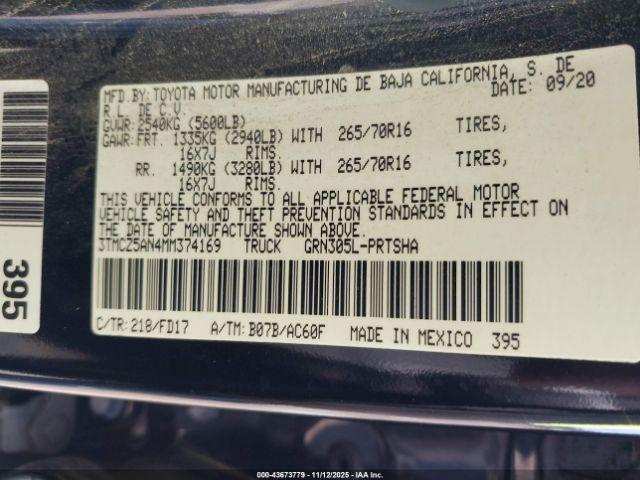 MFD.BY:TOYOTA MOTOR MANUFACTURING DE BAJA CALIFORNIA, S. DE
R.L. DE C.V. DATE: 09/20
GVWR:2540KG (5600LB)
GAWR:FRT. 1335KG (2940LB) WITH 265/70R16 TIRES,
16X7J RIMS.
RR. 1490KG (3280LB) WITH 265/70R16 TIRES,
16X7J RIMS.
THIS VEHICLE CONFORMS TO ALL APPLICABLE FEDERAL MOTOR
VEHICLE SAFETY AND THEFT PREVENTION STANDARDS IN EFFECT ON
THE DATE OF MANUFACTURE SHOWN ABOVE.
3TMCZ5AN4MM374169 TRUCK GRN305L-PRTSHA
C/TR:218/FD17 A/TM:B07B/AC60F MADE IN MEXICO 395
395
000-43673779 - 11/12/2025 - IAA Inc.